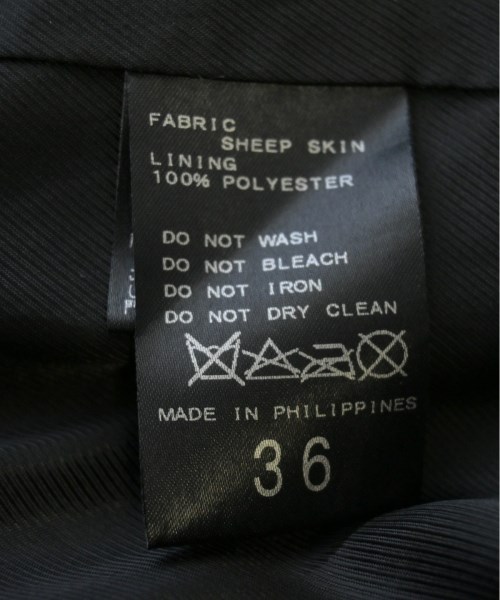 FABRIC
SHEEP SKIN
LINING
100% POLYESTER
DO NOT WASH
DO NOT BLEACH
DO NOT IRON
DO NOT DRY CLEAN
MADE IN PHILIPPINES
36